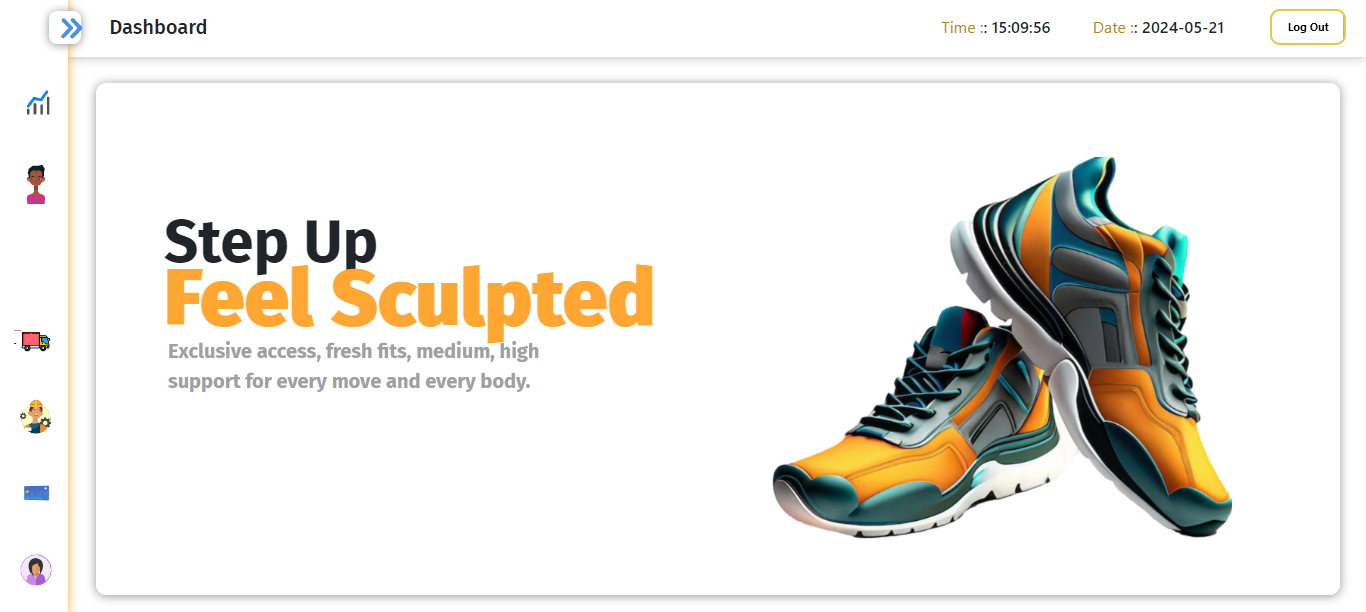 Dashboard
Time :: 15:09:56
Date :: 2024-05-21
Log Out
Step Up
Feel Sculpted
Exclusive access, fresh fits, medium, high
support for every move and every body.